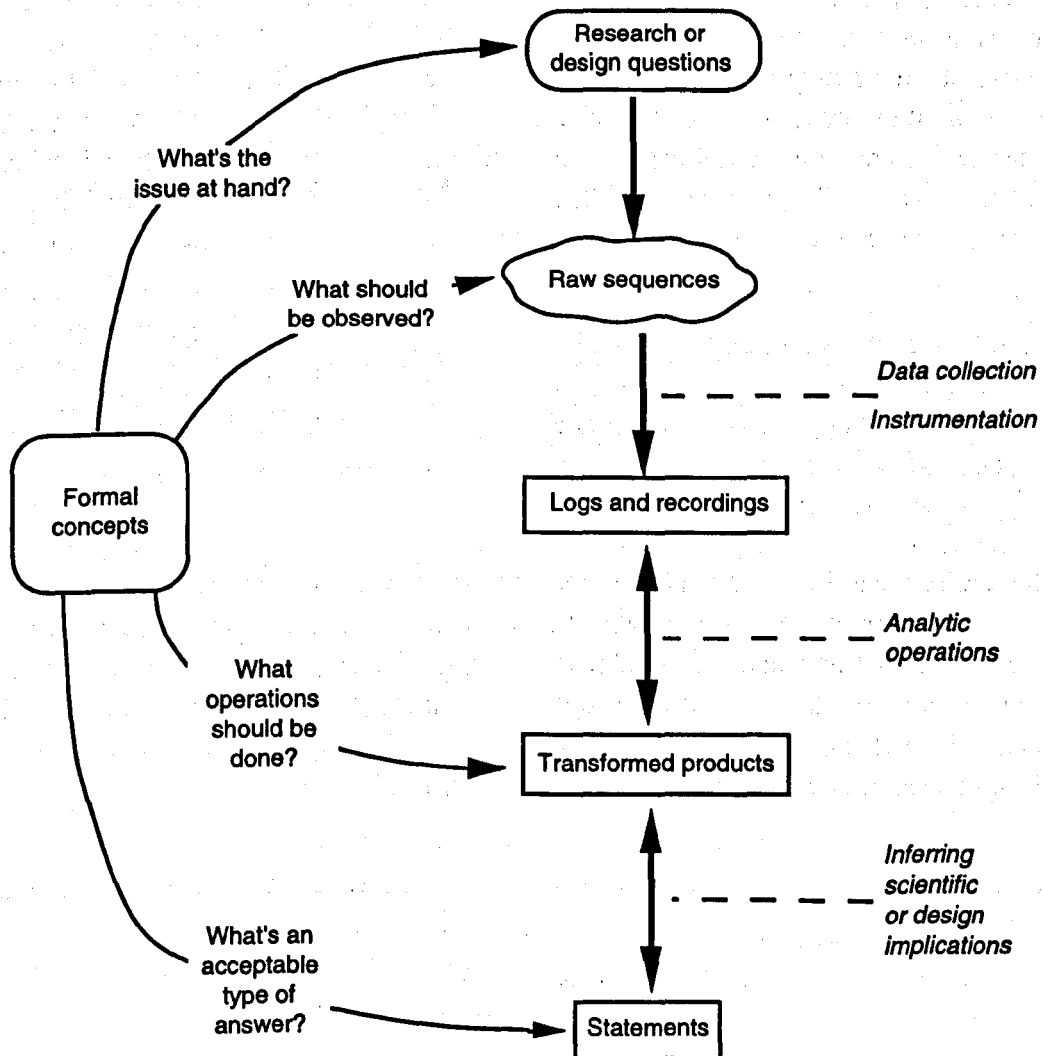 Research or
design questions
What's the
issue at hand?
What should
be observed?
Raw sequences
Data collection
Instrumentation
Formal
concepts
Logs and recordings
Analytic
operations
What
operations
should be
done?
Transformed products
Inferring
scientific
or design
implications
What's an
acceptable
type of
answer?
Statements